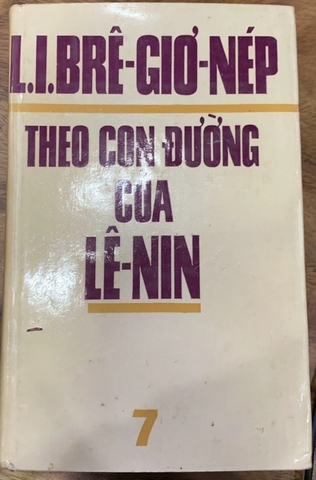 L.I.BRÊ-GIƠ-NÉP
THEO CON ĐƯỜNG
CỦA
LÊ-NIN
7